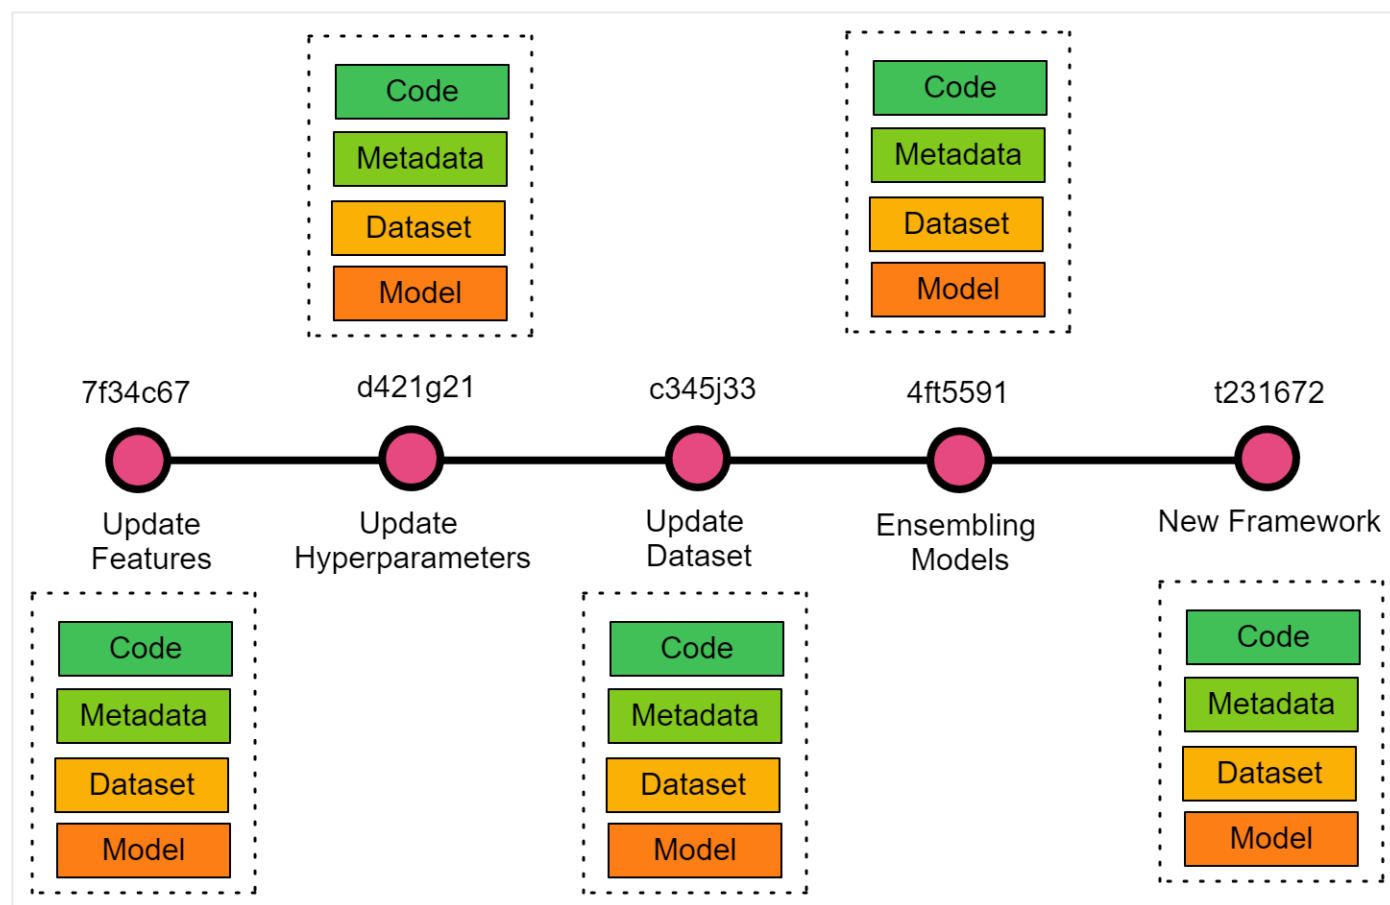 Code
Metadata
Dataset
Model
Code
Metadata
Dataset
Model
7f34c67
d421g21
c345j33
4ft5591
t231672
Update
Features
Update
Hyperparameters
Update
Dataset
Ensembling
Models
New Framework
Code
Metadata
Dataset
Model
Code
Metadata
Dataset
Model
Code
Metadata
Dataset
Model